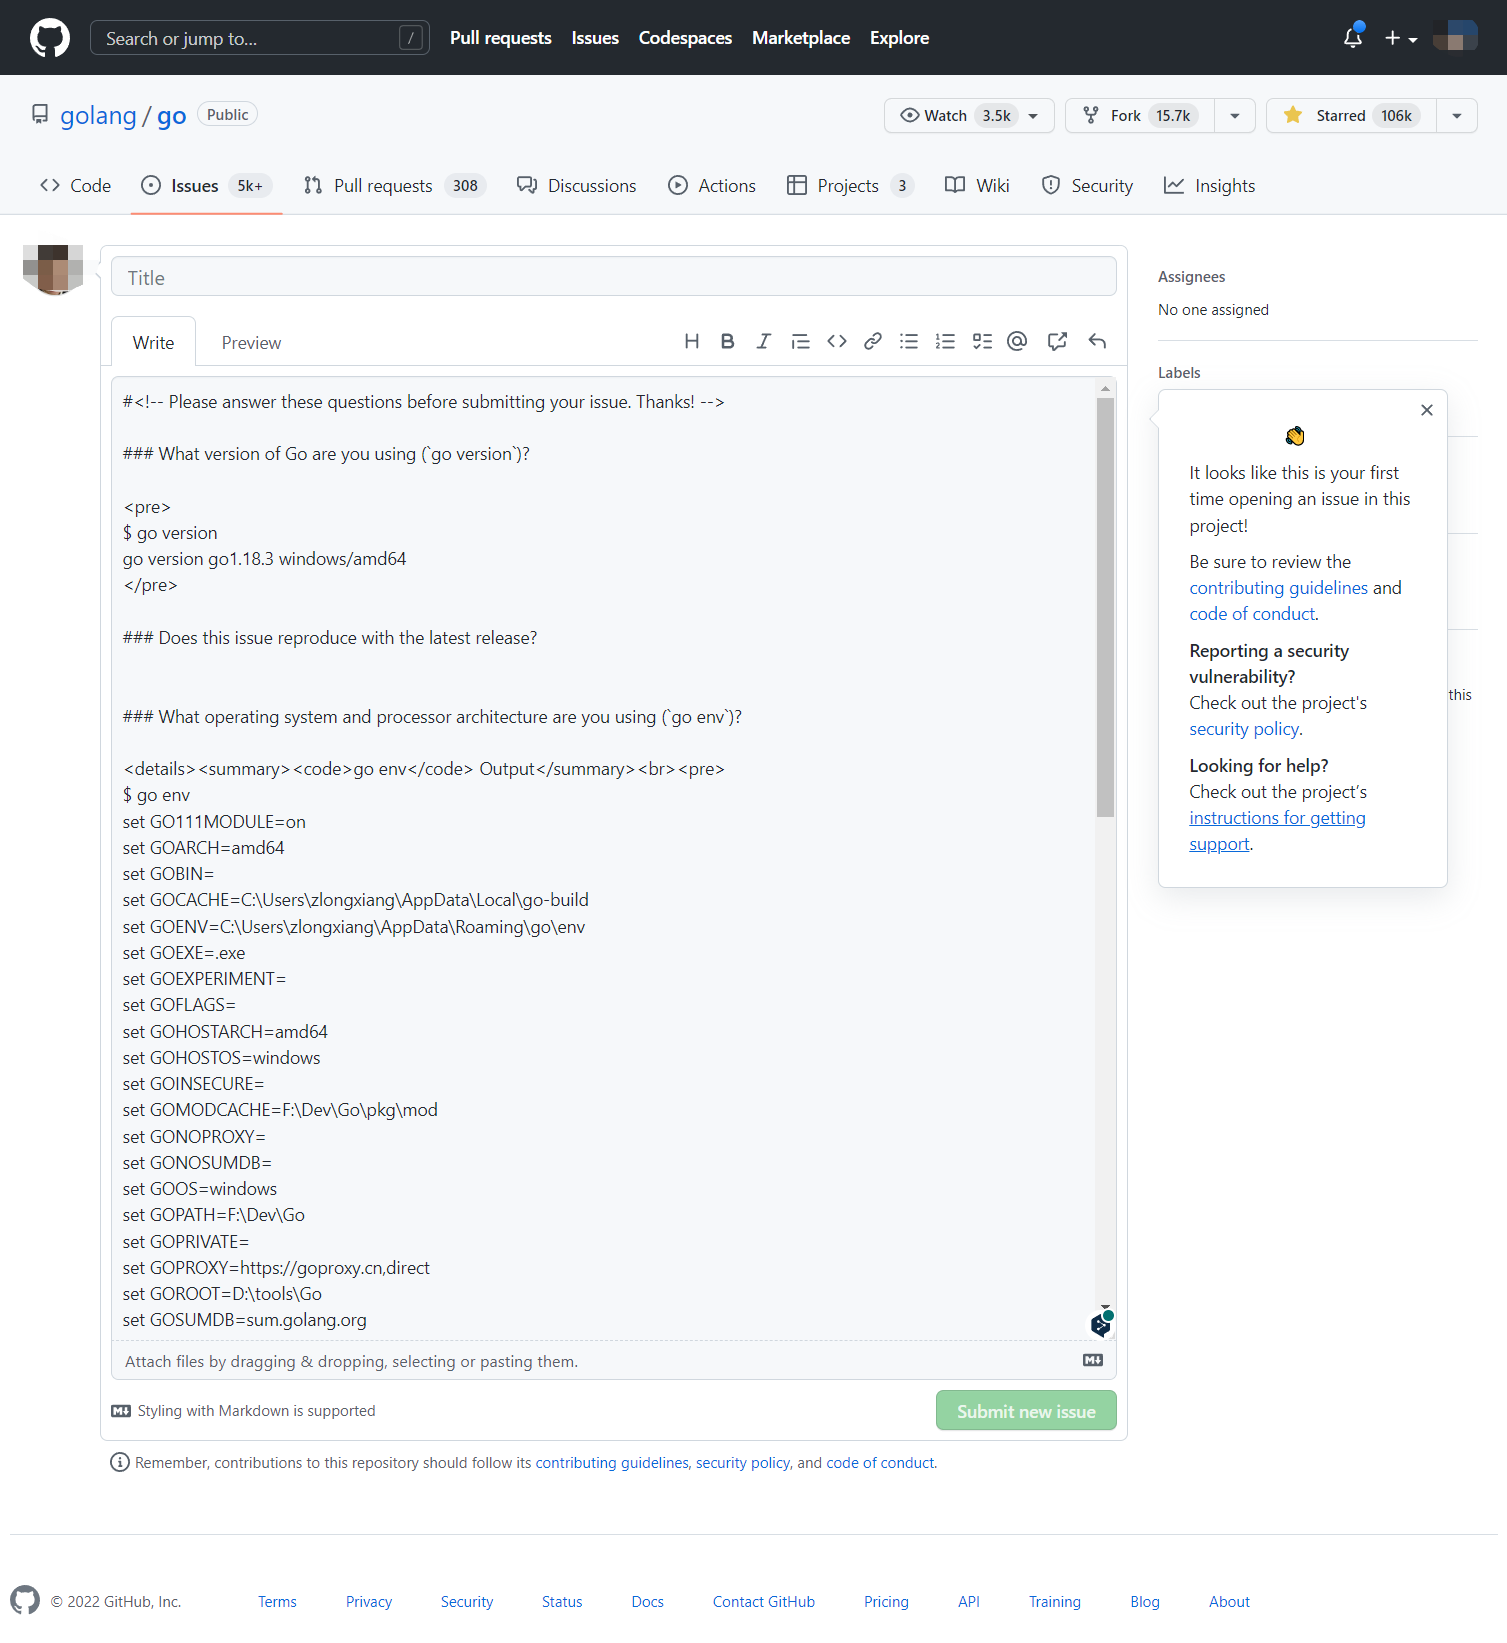 Search or jump to... /
Pull requests Issues Codespaces Marketplace Explore
golang / go Public
Watch 3.5k Fork 15.7k Starred 106k
Code Issues 5k+ Pull requests 308 Discussions Actions Projects 3 Wiki Security Insights
Title
Write Preview
#<!-- Please answer these questions before submitting your issue. Thanks! -->
### What version of Go are you using (`go version`)?
<pre>
$ go version
go version go1.18.3 windows/amd64
</pre>
### Does this issue reproduce with the latest release?
### What operating system and processor architecture are you using (`go env`)?
<details><summary><code>go env</code> Output</summary><br><pre>
$ go env
set GO111MODULE=on
set GOARCH=amd64
set GOBIN=
set GOCACHE=C:\Users\zlongxiang\AppData\Local\go-build
set GOENV=C:\Users\zlongxiang\AppData\Roaming\go\env
set GOEXE=.exe
set GOEXPERIMENT=
set GOFLAGS=
set GOHOSTARCH=amd64
set GOHOSTOS=windows
set GOINSECURE=
set GOMODCACHE=F:\Dev\Go\pkg\mod
set GONOPROXY=
set GONOSUMDB=
set GOOS=windows
set GOPATH=F:\Dev\Go
set GOPRIVATE=
set GOPROXY=https://goproxy.cn,direct
set GOROOT=D:\tools\Go
set GOSUMDB=sum.golang.org
Attach files by dragging & dropping, selecting or pasting them.
Styling with Markdown is supported
Submit new issue
Remember, contributions to this repository should follow its contributing guidelines, security policy, and code of conduct.
Assignees
No one assigned
Labels
It looks like this is your first
time opening an issue in this
project!
Be sure to review the
contributing guidelines and
code of conduct.
Reporting a security
vulnerability?
Check out the project's
security policy.
Looking for help?
Check out the project's
instructions for getting
support.
this
© 2022 GitHub, Inc. Terms Privacy Security Status Docs Contact GitHub Pricing API Training Blog About